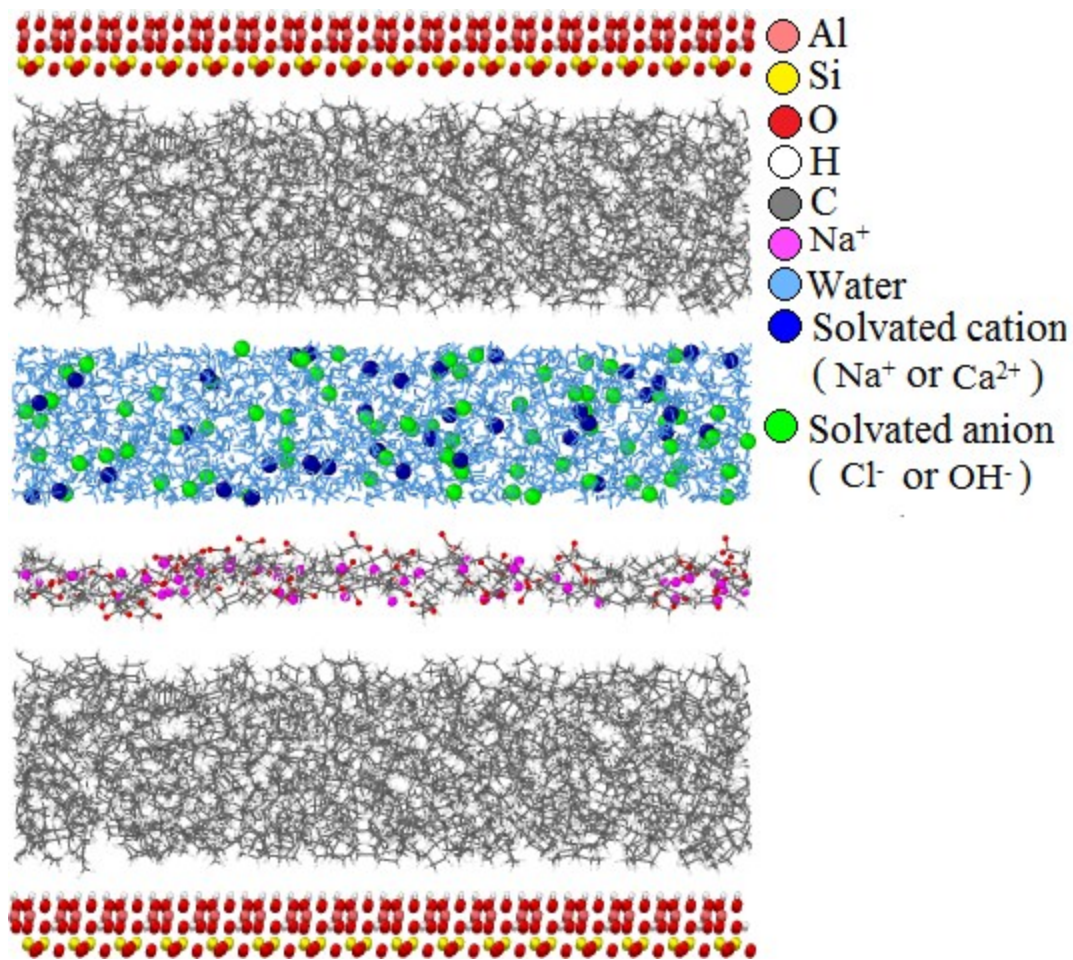 Al
Si
O
H
C
Na⁺
Water
Solvated cation
( Na⁺ or Ca²⁺ )
Solvated anion
( Cl⁻ or OH⁻ )